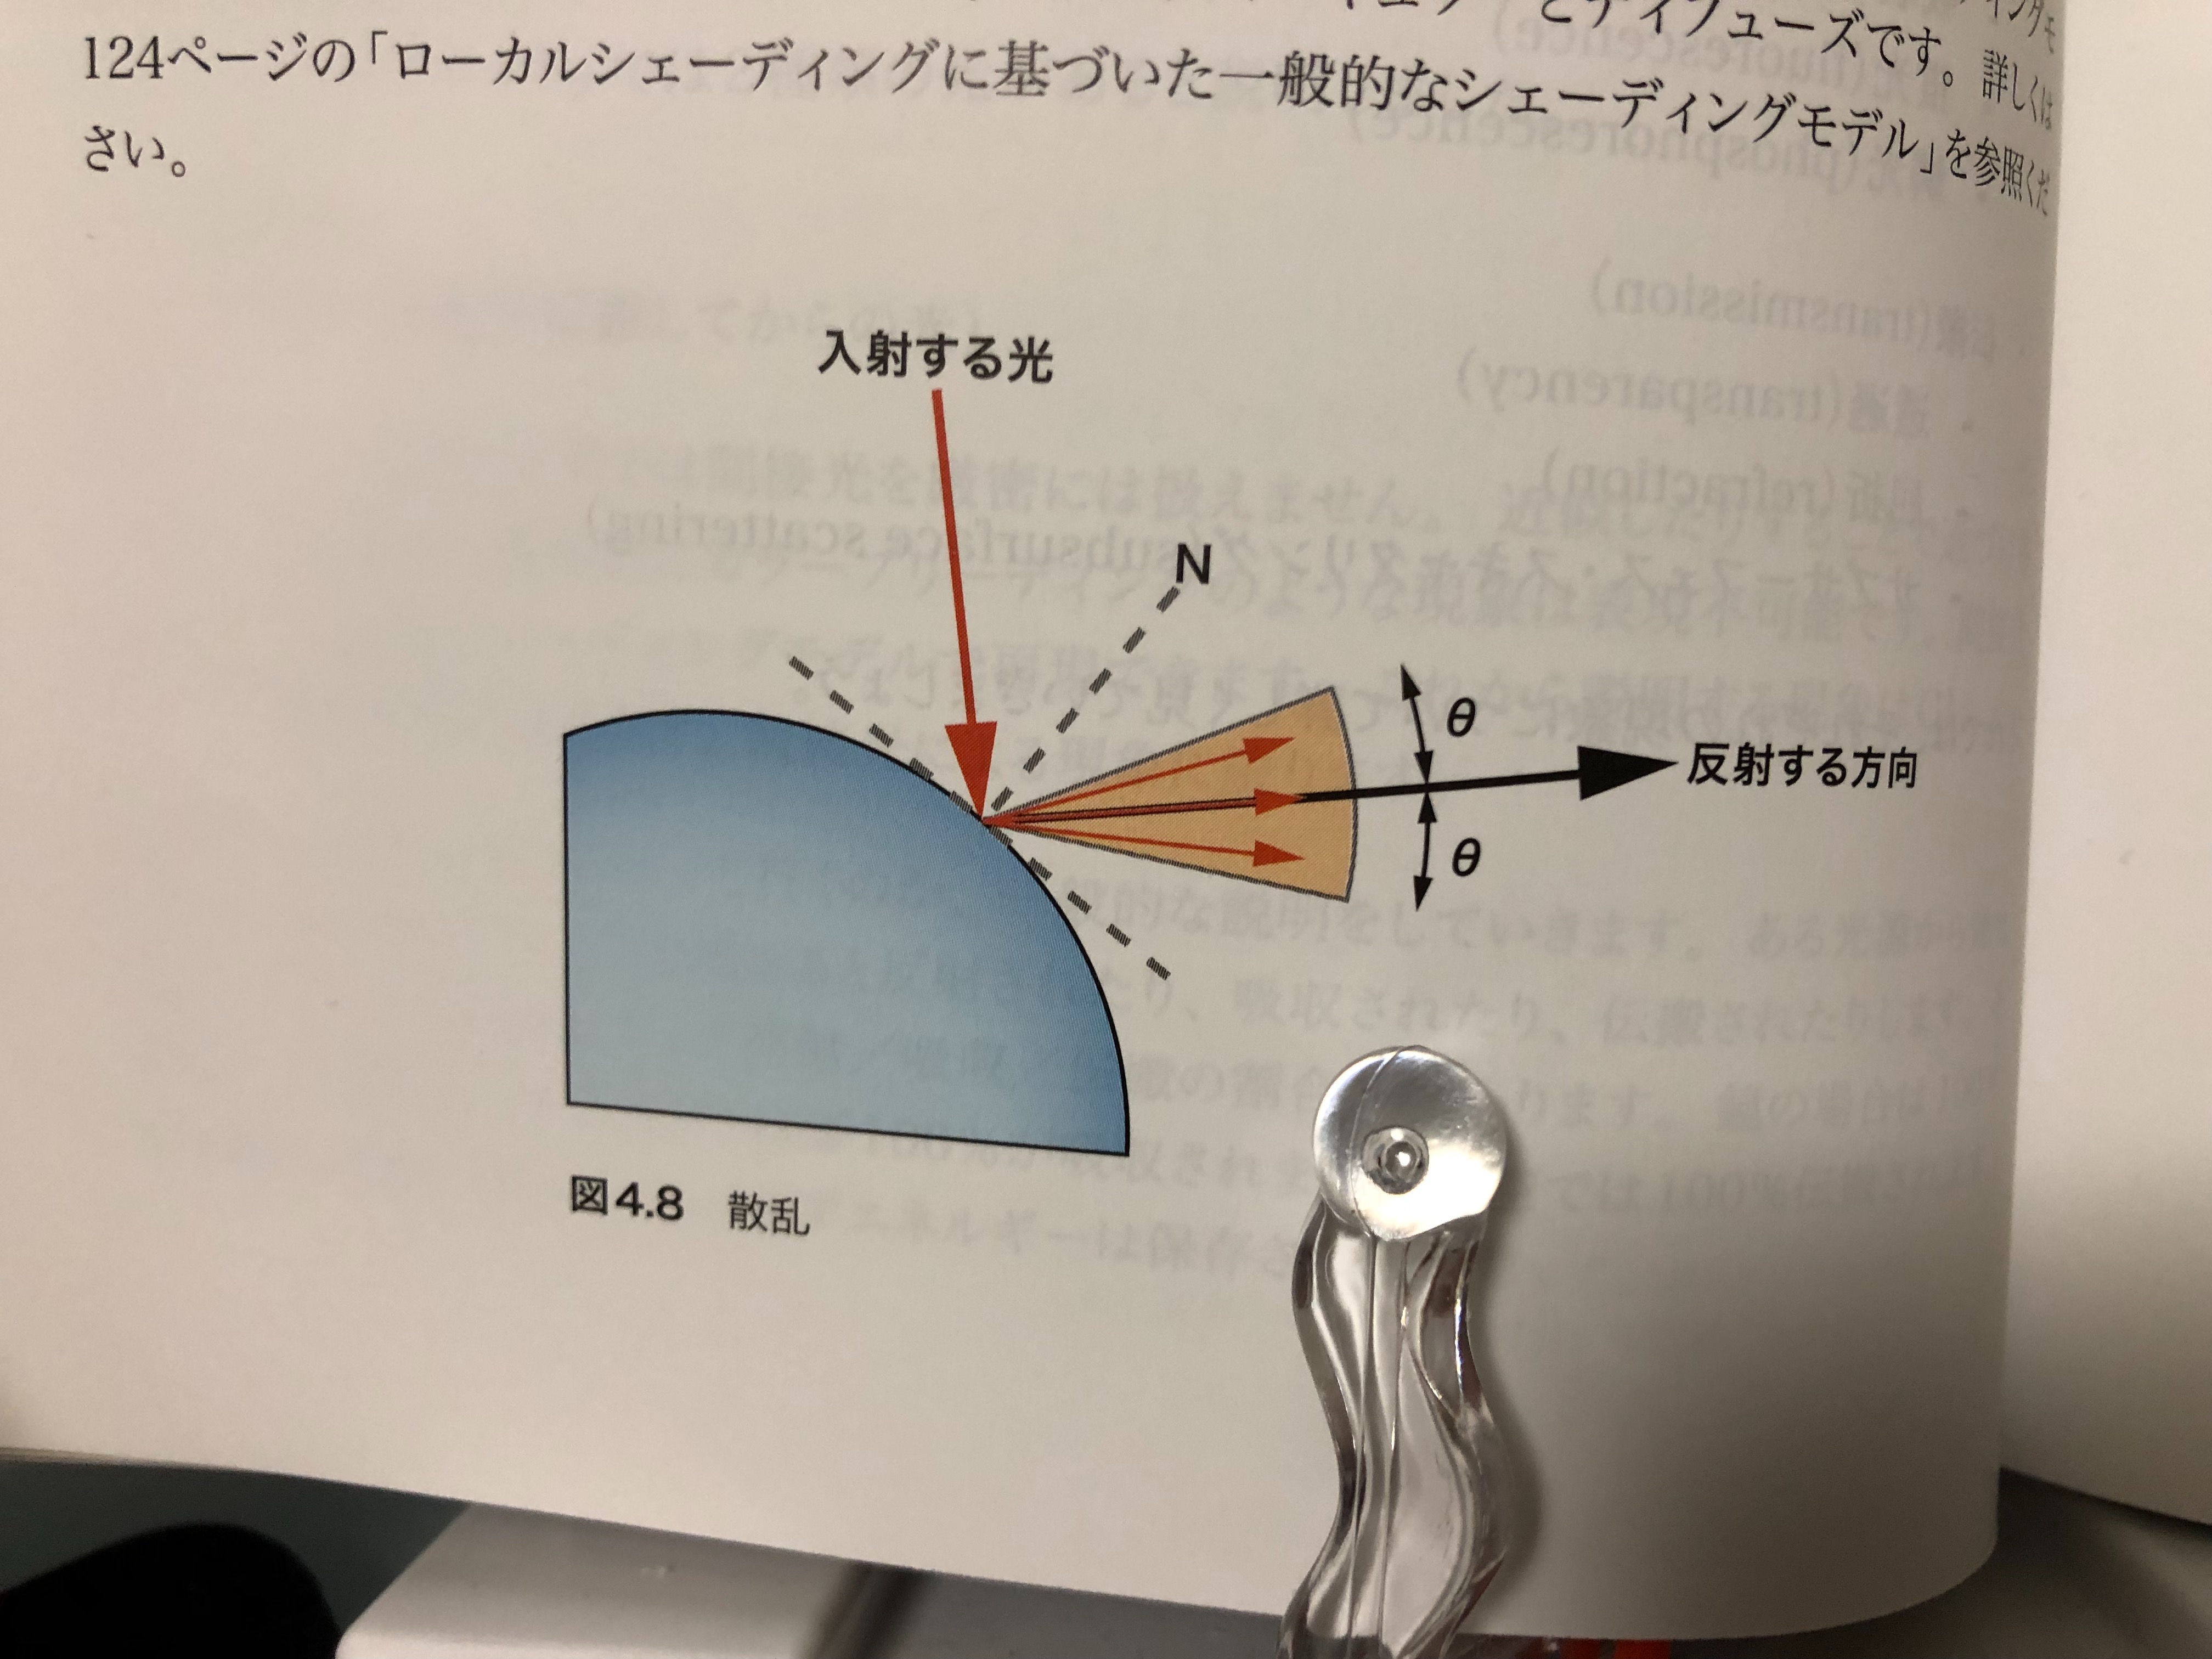 とディフューズです。詳しくは
124ページの「ローカルシェーディングに基づいた一般的なシェーディングモデル」を参照くだ
さい。
入射する光
N
θ
反射する方向
θ
図4.8 散乱